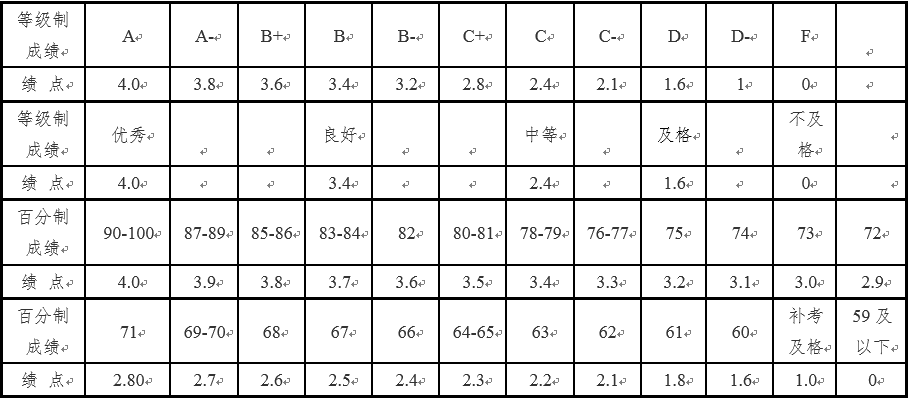 等级制成绩 A A- B+ B B- C+ C C- D D- F
绩 点 4.0 3.8 3.6 3.4 3.2 2.8 2.4 2.1 1.6 1 0
等级制成绩 优秀 良好 中等 及格 不及格
绩 点 4.0 3.4 2.4 1.6 0
百分制成绩 90-100 87-89 85-86 83-84 82 80-81 78-79 76-77 75 74 73 72
绩 点 4.0 3.9 3.8 3.7 3.6 3.5 3.4 3.3 3.2 3.1 3.0 2.9
百分制成绩 71 69-70 68 67 66 64-65 63 62 61 60 补考及格 59及以下
绩 点 2.80 2.7 2.6 2.5 2.4 2.3 2.2 2.1 1.8 1.6 1.0 0